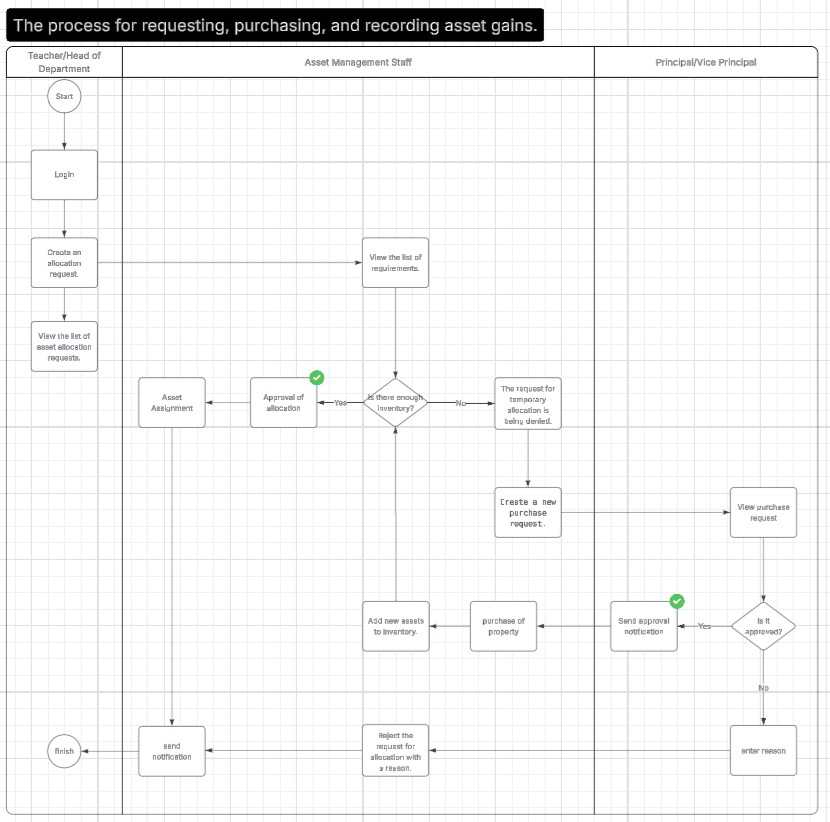 The process for requesting, purchasing, and recording asset gains.
Teacher/Head of
Department
Asset Management Staff
Principal/Vice Principal
Start
Login
Create an
allocation
request.
View the list of
requirements.
View the list of
asset allocation
requests.
Asset
Assignment
Approval of
allocation
Yes
Is there enough
inventory?
No
The request for
temporary
allocation is
being denied.
Create a new
purchase
request.
View purchase
request
Add new assets
to inventory.
purchase of
property
Send approval
notification
Yes
Is it
approved?
No
finish
send
notification
Reject the
request for
allocation with
a reason.
enter reason